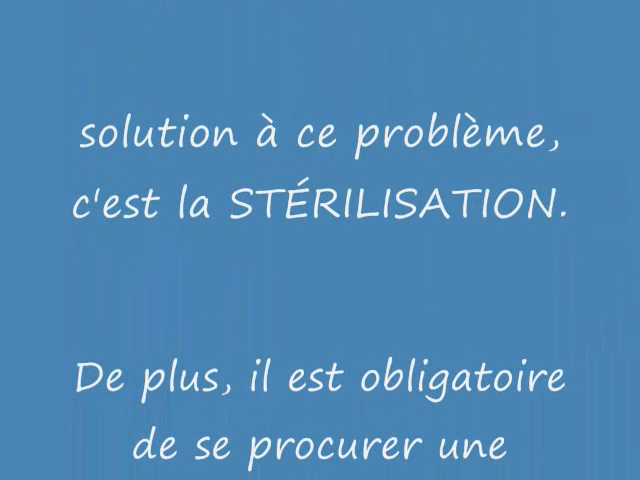 solution à ce problème,
c'est la STÉRILISATION.
De plus, il est obligatoire
de se procurer une